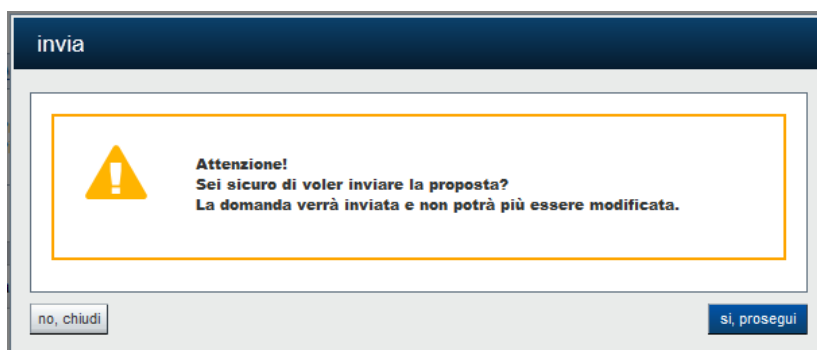 invia
Attenzione!
Sei sicuro di voler inviare la proposta?
La domanda verrà inviata e non potrà più essere modificata.
no, chiudi
si, prosegui